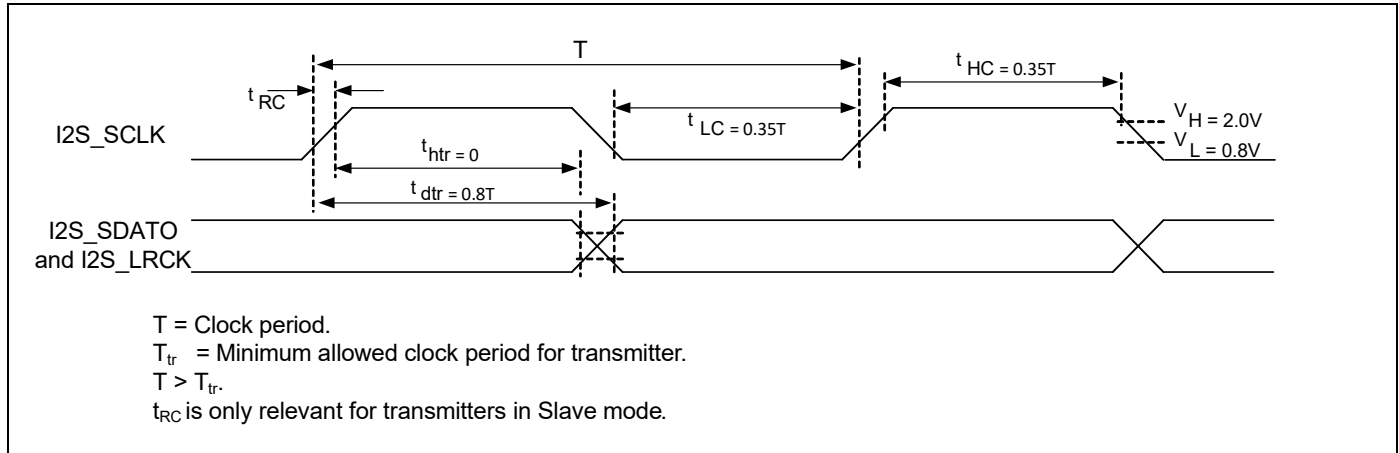 T
t HC = 0.35T
t RC
I2S_SCLK
t LC = 0.35T
V H = 2.0V
V L = 0.8V
t htr = 0
t dtr = 0.8T
I2S_SDATO
and I2S_LRCK
T = Clock period.
Ttr = Minimum allowed clock period for transmitter.
T > Ttr.
tRC is only relevant for transmitters in Slave mode.